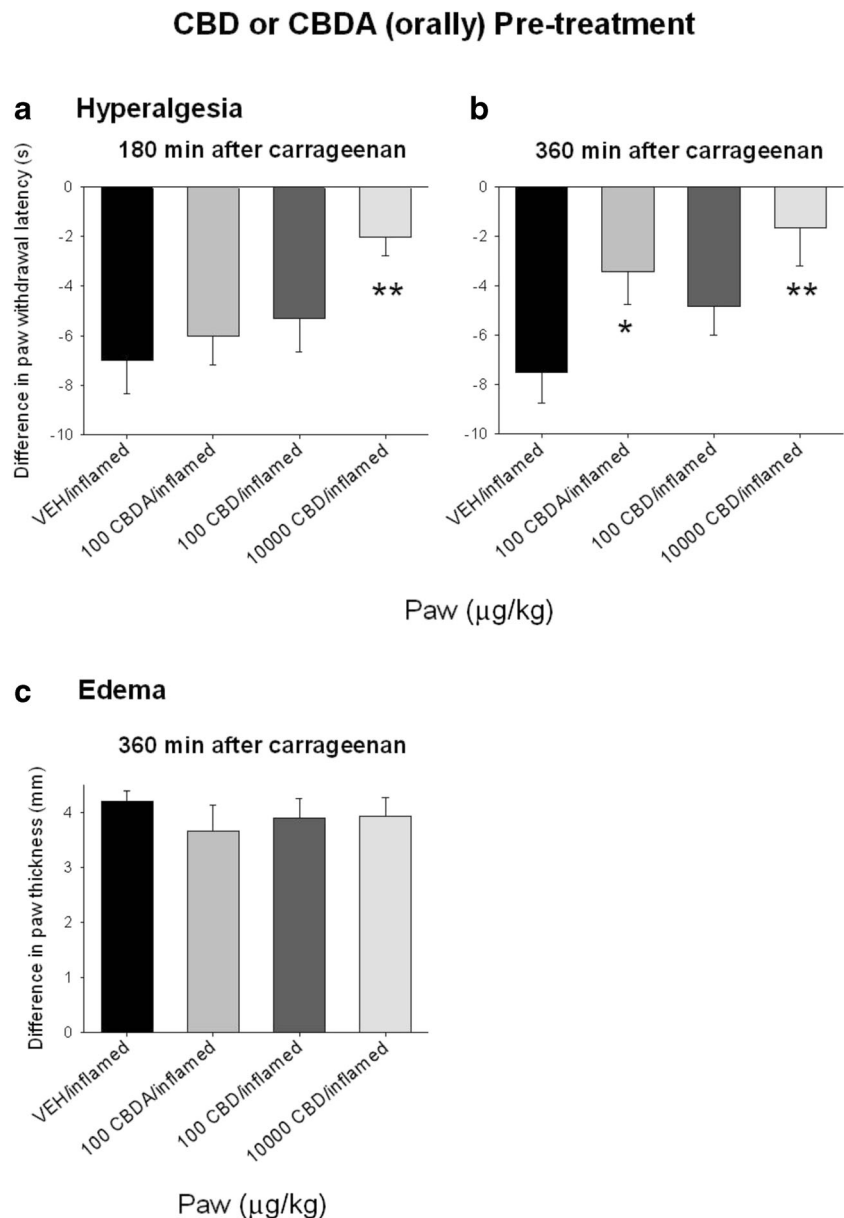 CBD or CBDA (orally) Pre-treatment
a Hyperalgesia
180 min after carrageenan
Difference in paw withdrawal latency (s)
0
-2
-4
-6
-8
-10
**
VEH/inflamed
100 CBDA/inflamed
100 CBD/inflamed
10000 CBD/inflamed
b
360 min after carrageenan
0
-2
-4
-6
-8
-10
*
**
VEH/inflamed
100 CBDA/inflamed
100 CBD/inflamed
10000 CBD/inflamed
Paw (μg/kg)
c Edema
360 min after carrageenan
Difference in paw thickness (mm)
4
3
2
1
0
VEH/inflamed
100 CBDA/inflamed
100 CBD/inflamed
10000 CBD/inflamed
Paw (μg/kg)